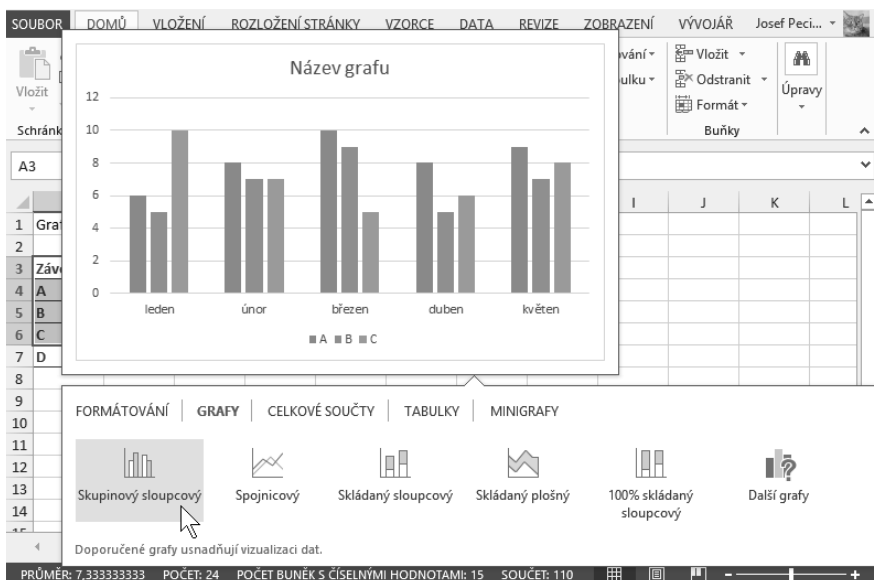 SOUBOR DOMŮ VLOŽENÍ ROZLOŽENÍ STRÁNKY VZORCE DATA REVIZE ZOBRAZENÍ VÝVOJÁŘ Josef Peci...
Vložit
Schránk
ování
ulku
Vložit
Odstranit
Formát
Buňky
Úpravy
A3
I J K L
Název grafu
12
10
8
6
4
2
0
leden únor březen duben květen
A B C
1 Graf
2
3 Závo
4 A
5 B
6 C
7 D
8
9
10
11
12
13
14
15
FORMÁTOVÁNÍ GRAFY CELKOVÉ SOUČTY TABULKY MINIGRAFY
Skupinový sloupcový
Spojnicový
Skládaný sloupcový
Skládaný plošný
100% skládaný
sloupcový
Další grafy
Doporučené grafy usnadňují vizualizaci dat.
PRŮMĚR: 7,333333333 POČET: 24 POČET BUNĚK S ČÍSELNÝMI HODNOTAMI: 15 SOUČET: 110